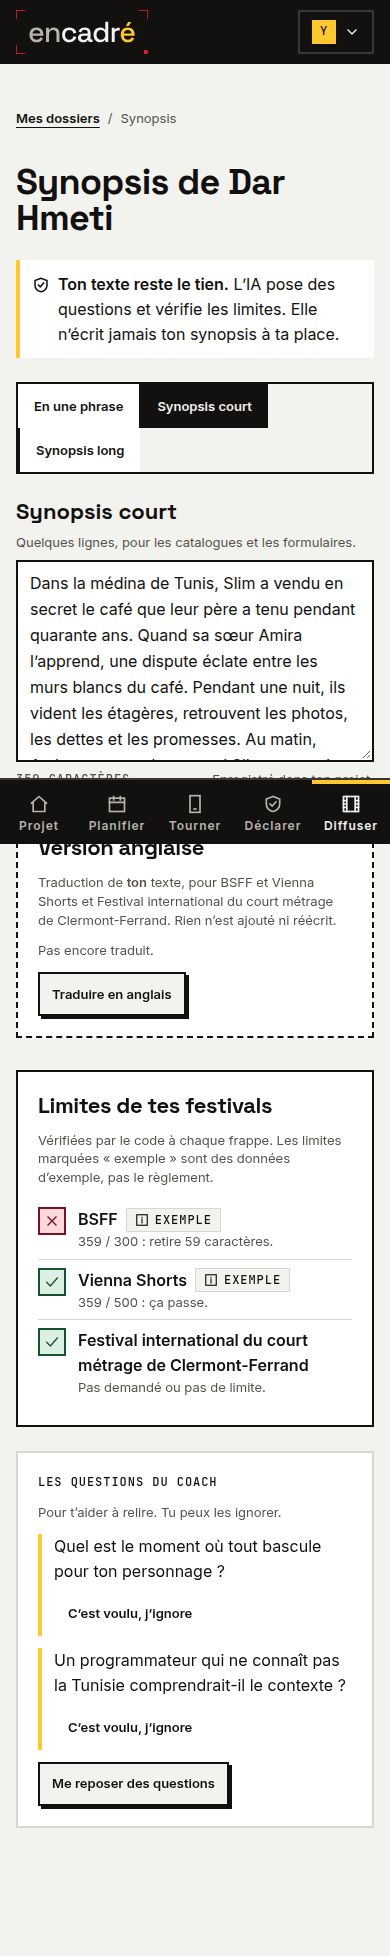 encadré
Y
Mes dossiers / Synopsis
Synopsis de Dar
Hmeti
Ton texte reste le tien. L’IA pose des
questions et vérifie les limites. Elle
n’écrit jamais ton synopsis à ta place.
En une phrase
Synopsis court
Synopsis long
Synopsis court
Quelques lignes, pour les catalogues et les formulaires.
Dans la médina de Tunis, Slim a vendu en
secret le café que leur père a tenu pendant
quarante ans. Quand sa sœur Amira
l’apprend, une dispute éclate entre les
murs blancs du café. Pendant une nuit, ils
vident les étagères, retrouvent les photos,
les dettes et les promesses. Au matin,
359 CARACTÈRES
Enregistré dans ton projet
Projet
Planifier
Tourner
Déclarer
Diffuser
Version anglaise
Traduction de ton texte, pour BSFF et Vienna
Shorts et Festival international du court métrage
de Clermont-Ferrand. Rien n’est ajouté ni réécrit.
Pas encore traduit.
Traduire en anglais
Limites de tes festivals
Vérifiées par le code à chaque frappe. Les limites
marquées « exemple » sont des données
d’exemple, pas le règlement.
BSFF EXEMPLE
359 / 300 : retire 59 caractères.
Vienna Shorts EXEMPLE
359 / 500 : ça passe.
Festival international du court
métrage de Clermont-Ferrand
Pas demandé ou pas de limite.
LES QUESTIONS DU COACH
Pour t’aider à relire. Tu peux les ignorer.
Quel est le moment où tout bascule
pour ton personnage ?
C’est voulu, j’ignore
Un programmateur qui ne connaît pas
la Tunisie comprendrait-il le contexte ?
C’est voulu, j’ignore
Me reposer des questions